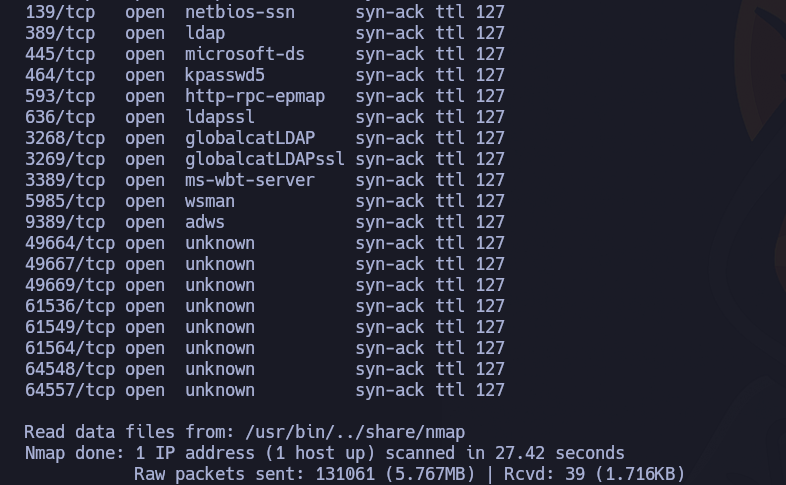 139/tcp open netbios-ssn syn-ack ttl 127
389/tcp open ldap syn-ack ttl 127
445/tcp open microsoft-ds syn-ack ttl 127
464/tcp open kpasswd5 syn-ack ttl 127
593/tcp open http-rpc-epmap syn-ack ttl 127
636/tcp open ldapssl syn-ack ttl 127
3268/tcp open globalcatLDAP syn-ack ttl 127
3269/tcp open globalcatLDAPssl syn-ack ttl 127
3389/tcp open ms-wbt-server syn-ack ttl 127
5985/tcp open wsman syn-ack ttl 127
9389/tcp open adws syn-ack ttl 127
49664/tcp open unknown syn-ack ttl 127
49667/tcp open unknown syn-ack ttl 127
49669/tcp open unknown syn-ack ttl 127
61536/tcp open unknown syn-ack ttl 127
61549/tcp open unknown syn-ack ttl 127
61564/tcp open unknown syn-ack ttl 127
64548/tcp open unknown syn-ack ttl 127
64557/tcp open unknown syn-ack ttl 127
Read data files from: /usr/bin/../share/nmap
Nmap done: 1 IP address (1 host up) scanned in 27.42 seconds
Raw packets sent: 131061 (5.767MB) | Rcvd: 39 (1.716KB)